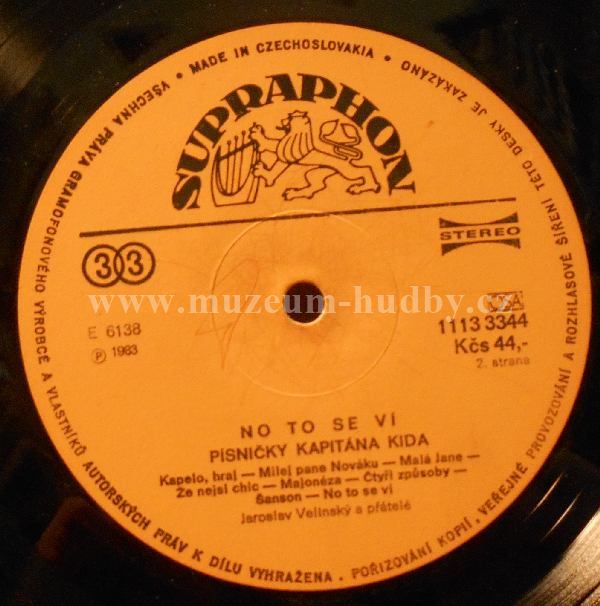 VŠECHNA PRÁVA GRAMOFONOVÉHO VÝROBCE A VLASTNÍKŮ AUTORSKÝCH PRÁV K DÍLU VYHRAŽENA. POŘIZOVÁNÍ KOPIÍ, VEŘEJNÉ PROVOZOVÁNÍ A ROZHLASOVÉ ŠÍŘENÍ TÉTO DESKY JE ZAKÁZÁNO
• MADE IN CZECHOSLOVAKIA •
SUPRAPHON
33
STEREO
www.muzeum-hudby.cz
E 6138
℗ 1983
1113 3344
Kčs 44,-
2. strana
NO TO SE VÍ
PÍSNIČKY KAPITÁNA KIDA
Kapelo, hraj — Milej pane Nováku — Malá Jane —
Že nejsi chic — Majonéza — Čtyři způsoby —
Šanson — No to se ví
Jaroslav Velinský a přátelé